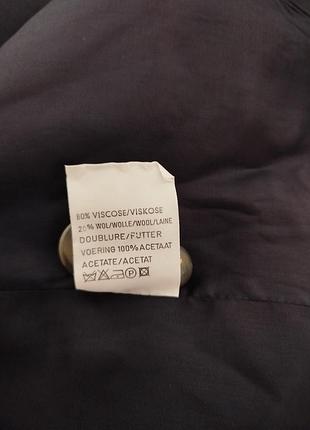 80% VISCOSE/VISKOSE
20% WOL/WOLLE/WOOL/LAINE
DOUBLURE/FUTTER
VOERING 100% ACETAAT
ACETATE/ACETAT
P